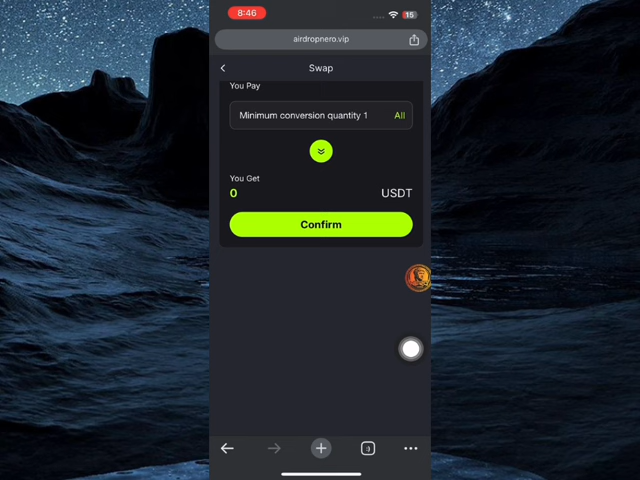 8:46
15
airdropnero.vip
Swap
You Pay
Minimum conversion quantity 1 All
You Get
0 USDT
Confirm
:)